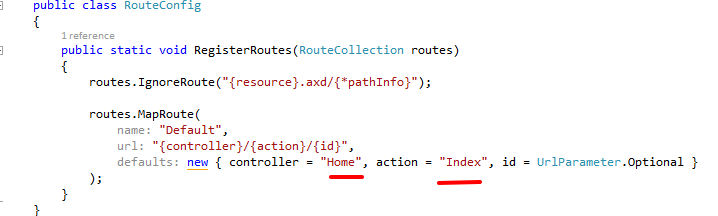 public class RouteConfig
{
1 reference
public static void RegisterRoutes(RouteCollection routes)
{
routes.IgnoreRoute("{resource}.axd/{*pathInfo}");
routes.MapRoute(
name: "Default",
url: "{controller}/{action}/{id}",
defaults: new { controller = "Home", action = "Index", id = UrlParameter.Optional }
);
}
}